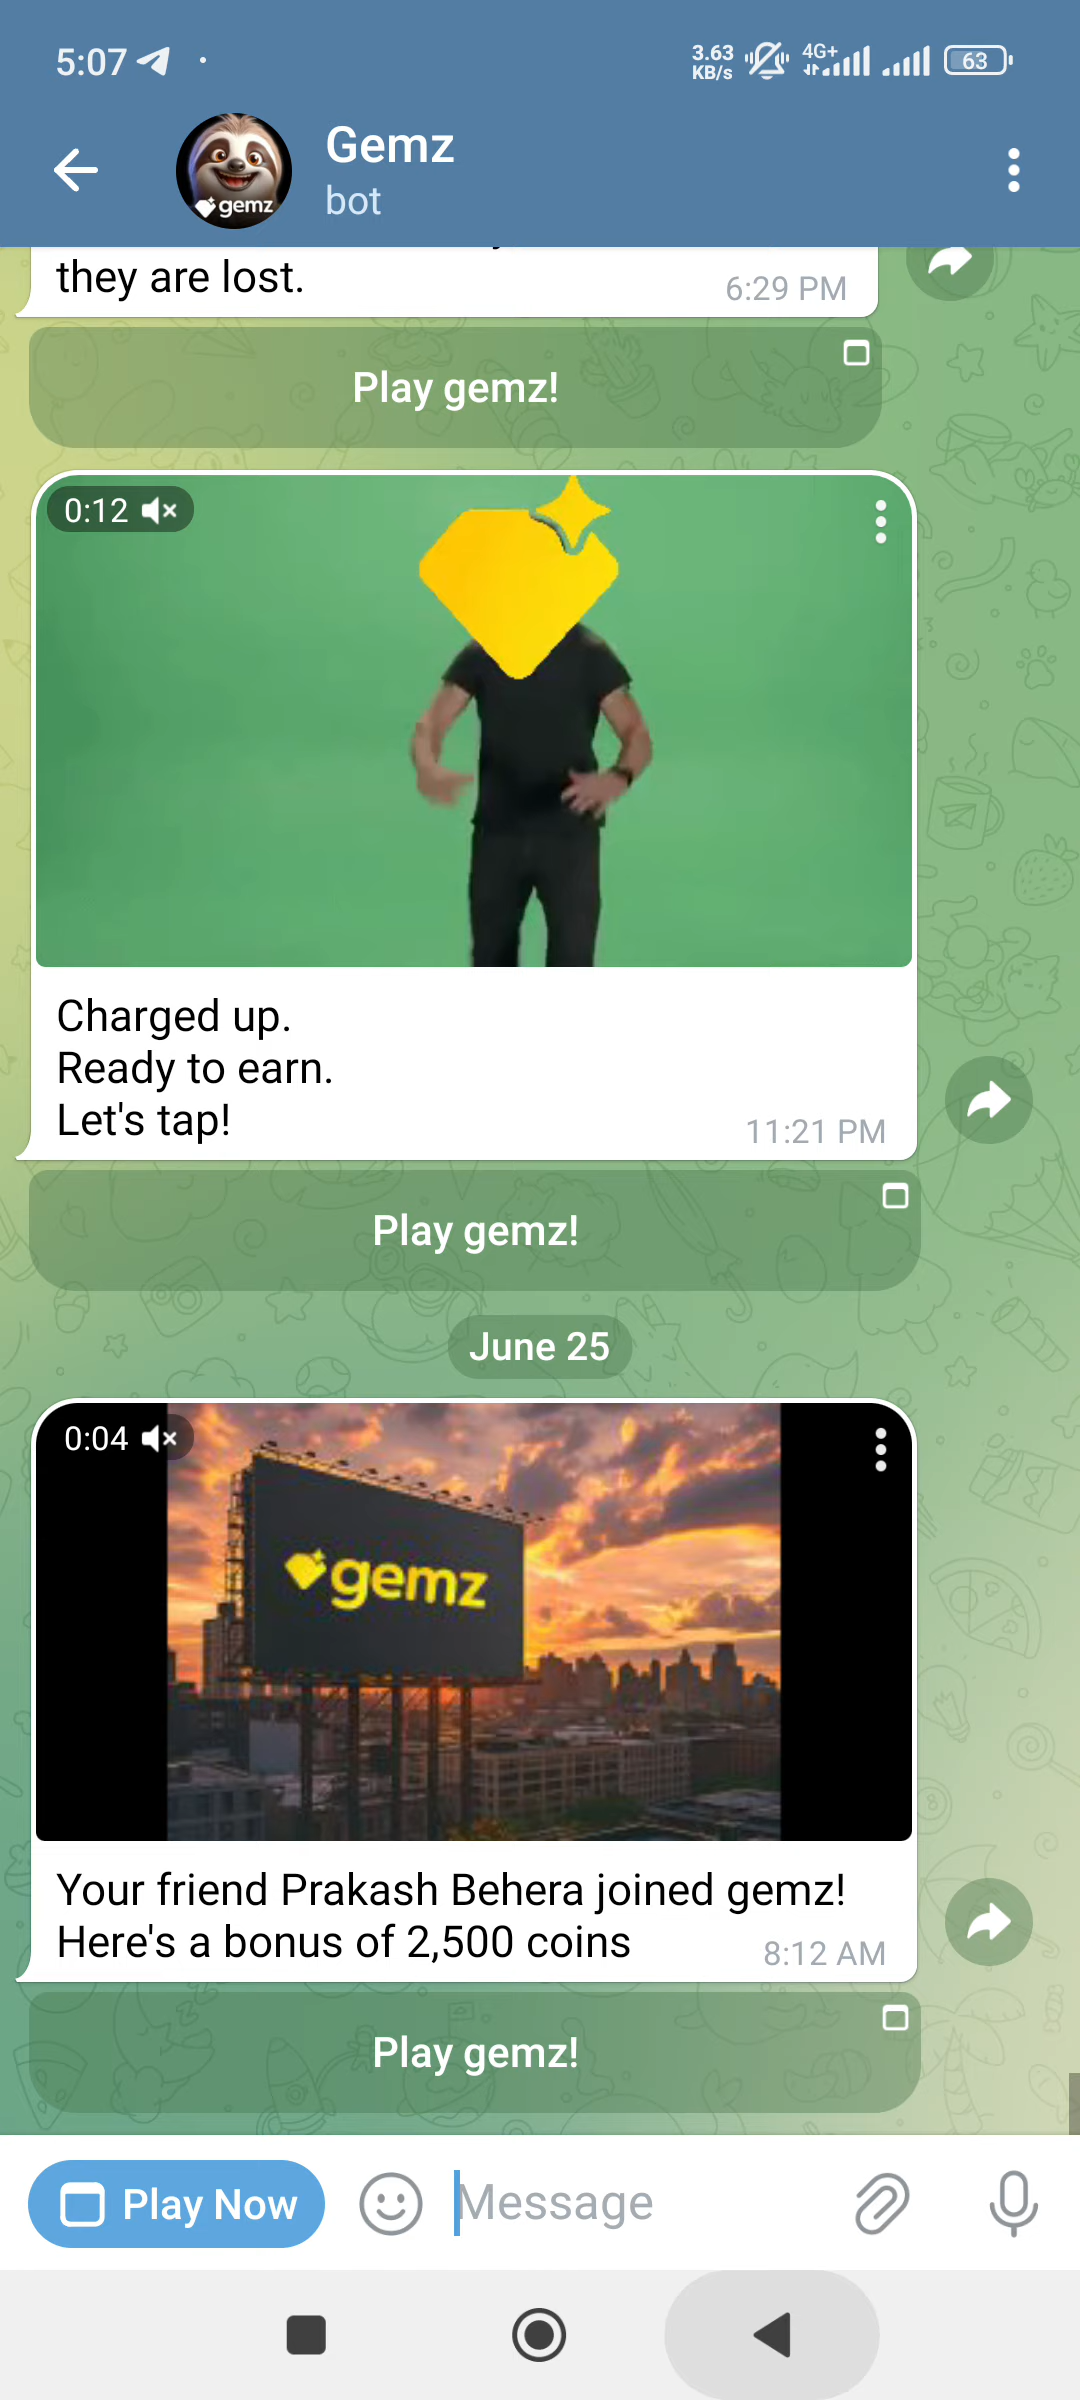 5:07
3.63
KB/s
4G+
63
gemz
Gemz
bot
they are lost.
6:29 PM
Play gemz!
0:12
Charged up.
Ready to earn.
Let's tap!
11:21 PM
Play gemz!
June 25
0:04
gemz
Your friend Prakash Behera joined gemz!
Here's a bonus of 2,500 coins
8:12 AM
Play gemz!
Play Now
Message